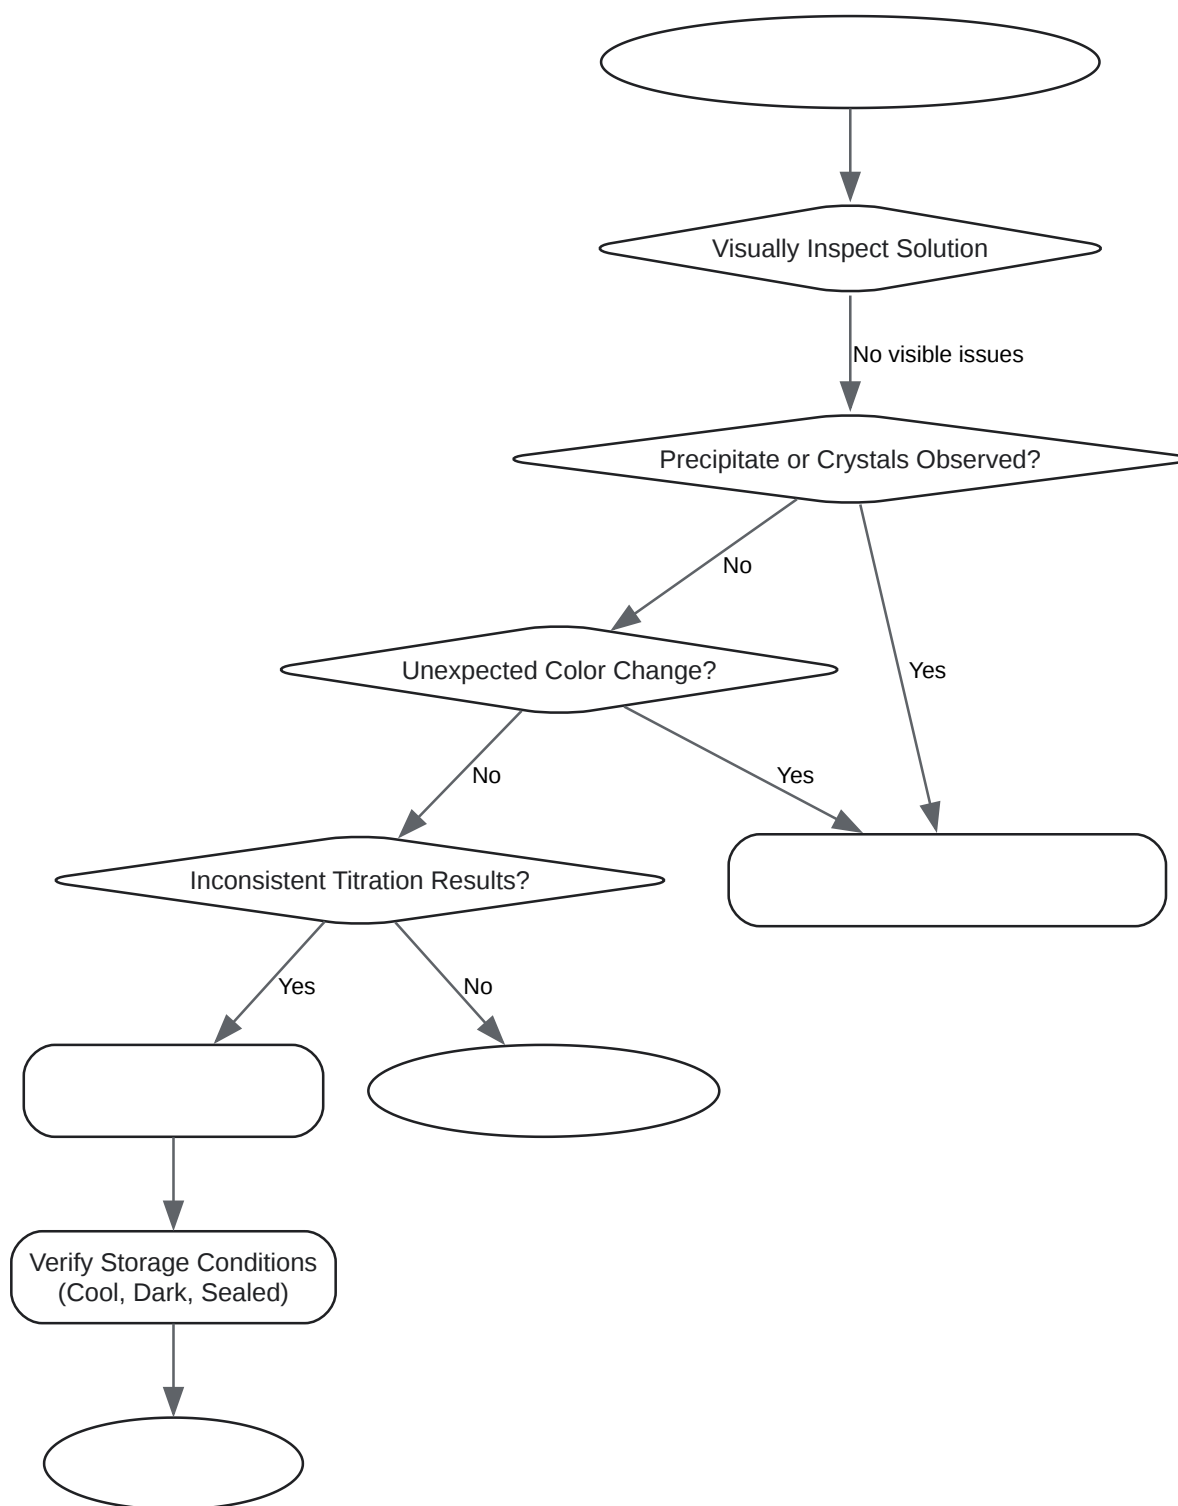 Visually Inspect Solution
No visible issues
Precipitate or Crystals Observed?
No
Yes
Unexpected Color Change?
No
Yes
Inconsistent Titration Results?
Yes
No
Verify Storage Conditions
(Cool, Dark, Sealed)